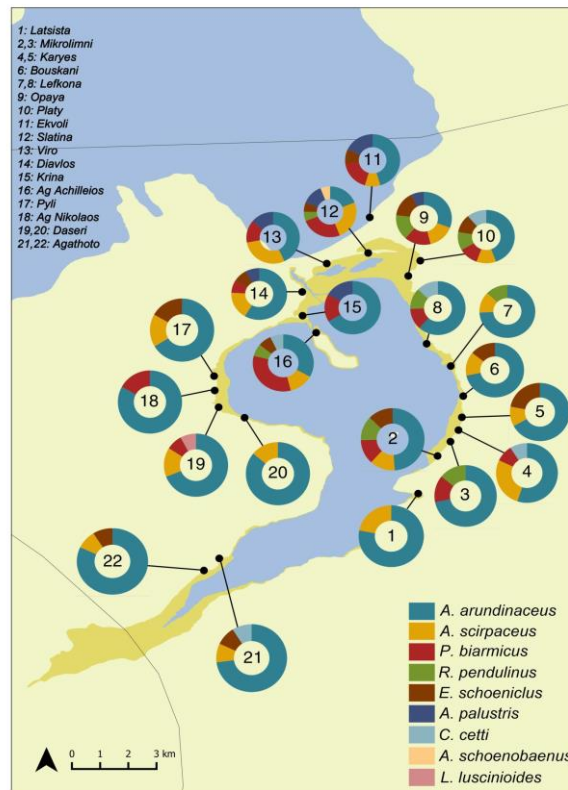 1: Latsista
2,3: Mikrolimni
4,5: Karyes
6: Bouskani
7,8: Lefkona
9: Opaya
10: Platy
11: Ekvoli
12: Slatina
13: Viro
14: Diavlos
15: Krina
16: Ag Achilleios
17: Pyli
18: Ag Nikolaos
19,20: Daseri
21,22: Agathoto
11
12
9
13
10
14
15
8
7
17
16
6
18
5
2
19
20
4
3
1
22
21
A. arundinaceus
A. scirpaceus
P. biarmicus
R. pendulinus
E. schoeniclus
A. palustris
C. cetti
A. schoenobaenus
L. luscinioides
0 1 2 3 km